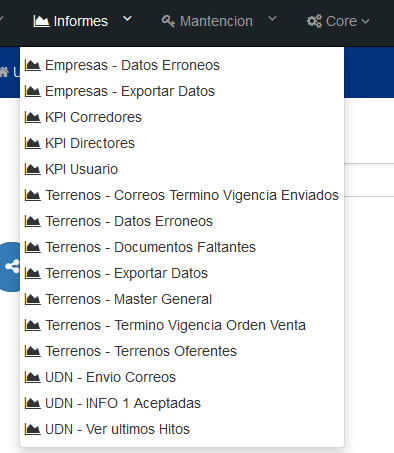 Informes Mantencion Core
U
Empresas - Datos Erroneos
Empresas - Exportar Datos
KPI Corredores
KPI Directores
KPI Usuario
Terrenos - Correos Termino Vigencia Enviados
Terrenos - Datos Erroneos
Terrenos - Documentos Faltantes
Terrenos - Exportar Datos
Terrenos - Master General
Terrenos - Termino Vigencia Orden Venta
Terrenos - Terrenos Oferentes
UDN - Envio Correos
UDN - INFO 1 Aceptadas
UDN - Ver ultimos Hitos